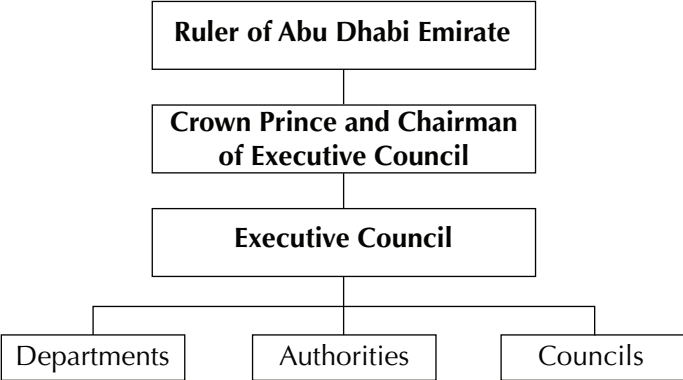 Ruler of Abu Dhabi Emirate
Crown Prince and Chairman
of Executive Council
Executive Council
Departments
Authorities
Councils